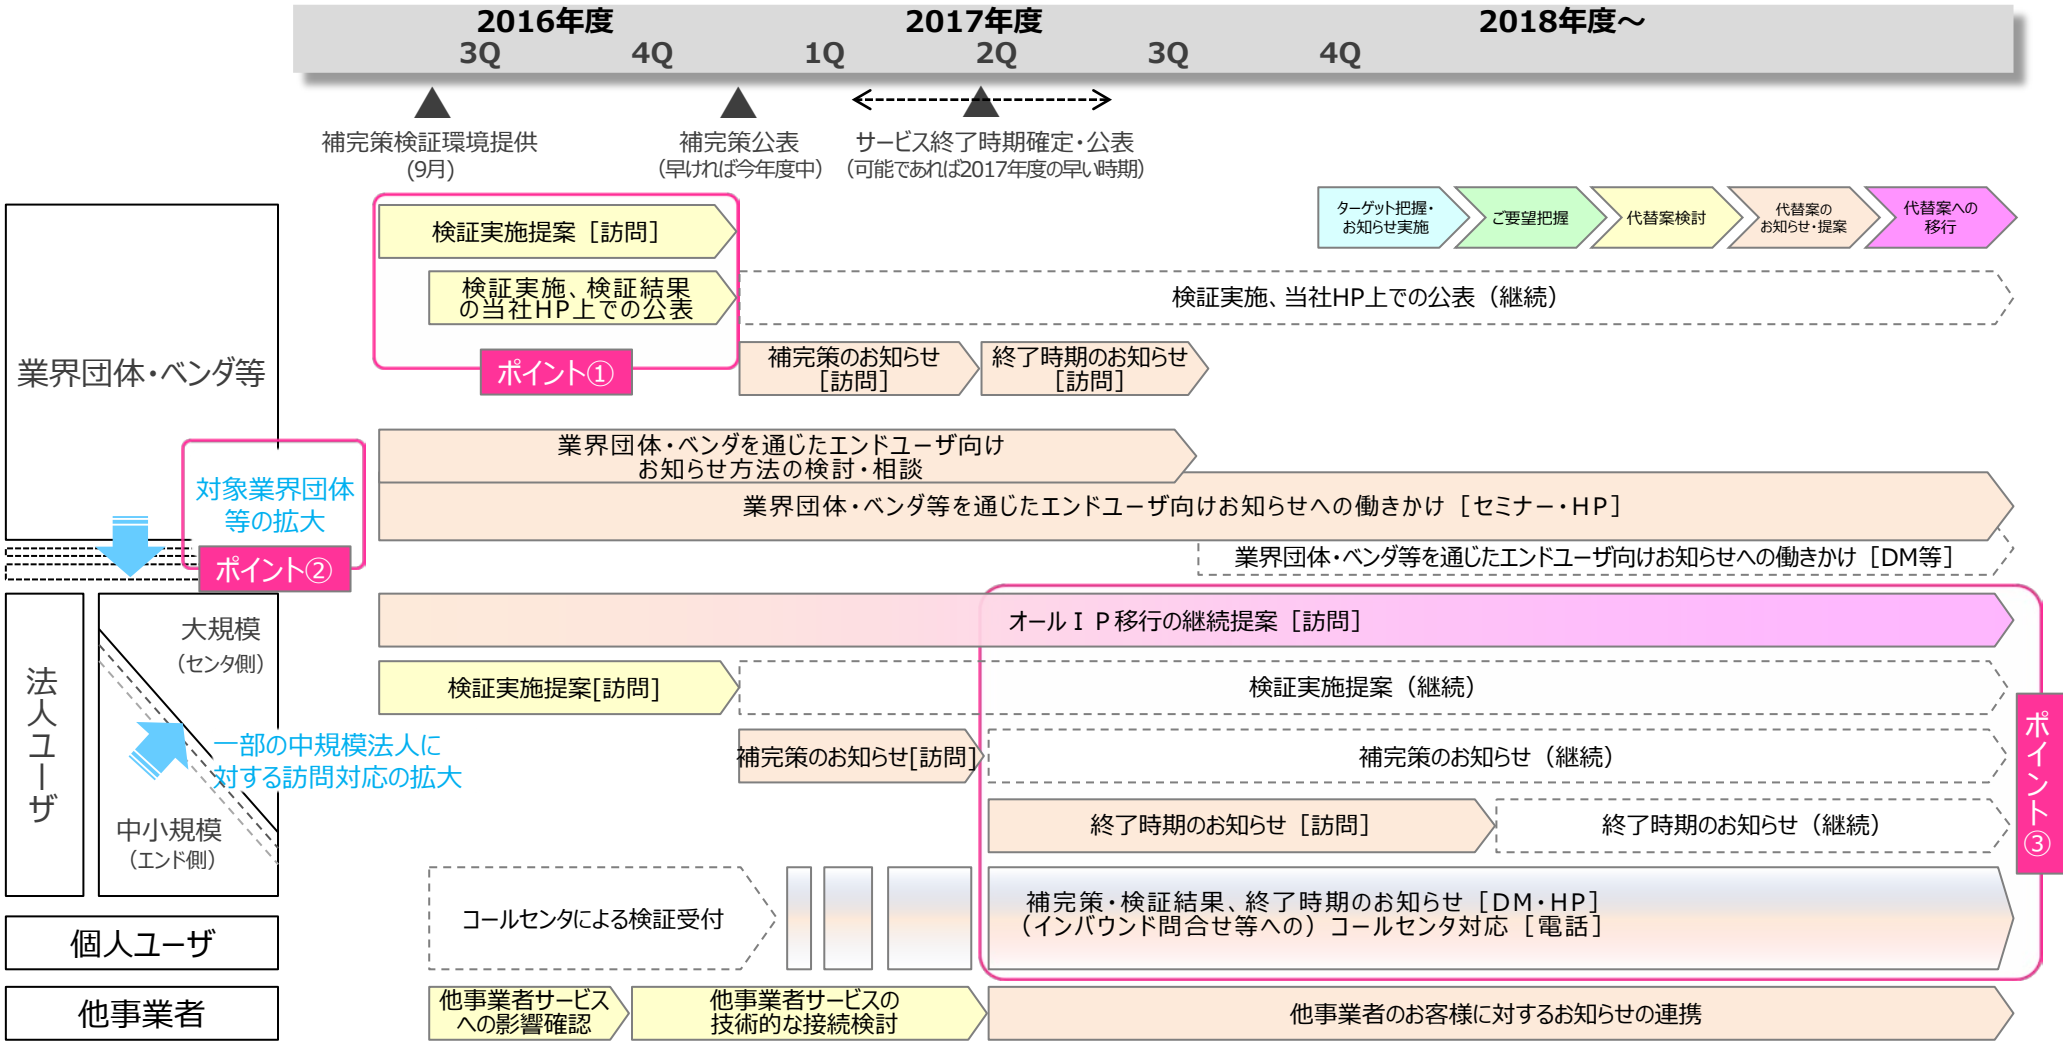 2016年度
2017年度
2018年度～
3Q
4Q
1Q
2Q
3Q
4Q
補完策検証環境提供
(9月)
補完策公表
（早ければ今年度中）
サービス終了時期確定・公表
（可能であれば2017年度の早い時期）
ターゲット把握・
お知らせ実施
ご要望把握
代替案検討
代替案の
お知らせ・提案
代替案への
移行
業界団体・ベンダ等
検証実施提案［訪問］
検証実施、検証結果
の当社HP上での公表
検証実施、当社HP上での公表（継続）
ポイント①
補完策のお知らせ
［訪問］
終了時期のお知らせ
［訪問］
対象業界団体
等の拡大
ポイント②
業界団体・ベンダを通じたエンドユーザ向け
お知らせ方法の検討・相談
業界団体・ベンダ等を通じたエンドユーザ向けお知らせへの働きかけ［セミナー・HP］
業界団体・ベンダ等を通じたエンドユーザ向けお知らせへの働きかけ［DM等］
法人ユーザ
大規模
（センタ側）
一部の中規模法人に
対する訪問対応の拡大
中小規模
（エンド側）
オールＩＰ移行の継続提案［訪問］
検証実施提案[訪問]
検証実施提案（継続）
補完策のお知らせ[訪問]
補完策のお知らせ（継続）
終了時期のお知らせ［訪問］
終了時期のお知らせ（継続）
ポイント③
コールセンタによる検証受付
補完策・検証結果、終了時期のお知らせ［DM・HP］
（インバウンド問合せ等への）コールセンタ対応［電話］
個人ユーザ
他事業者
他事業者サービス
への影響確認
他事業者サービスの
技術的な接続検討
他事業者のお客様に対するお知らせの連携